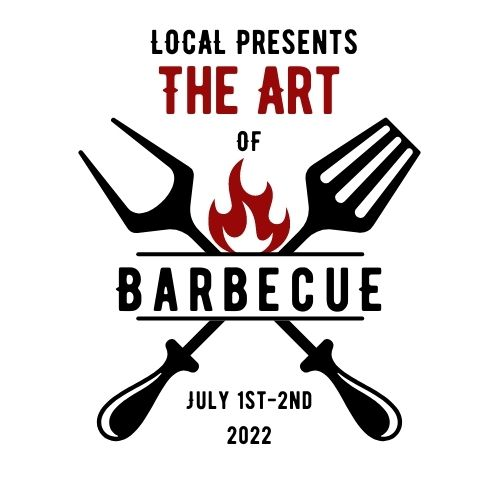 LOCAL PRESENTS
THE ART
OF
BARBECUE
JULY 1ST-2ND
2022